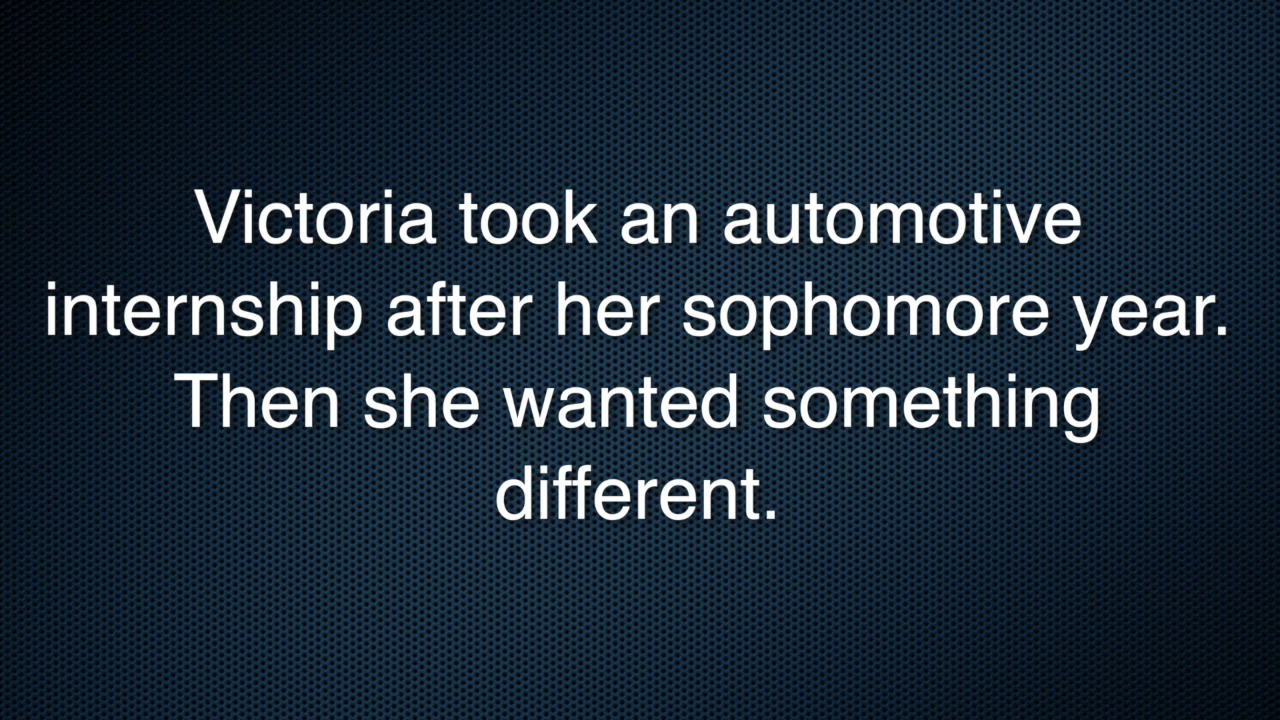 Victoria took an automotive
internship after her sophomore year.
Then she wanted something
different.